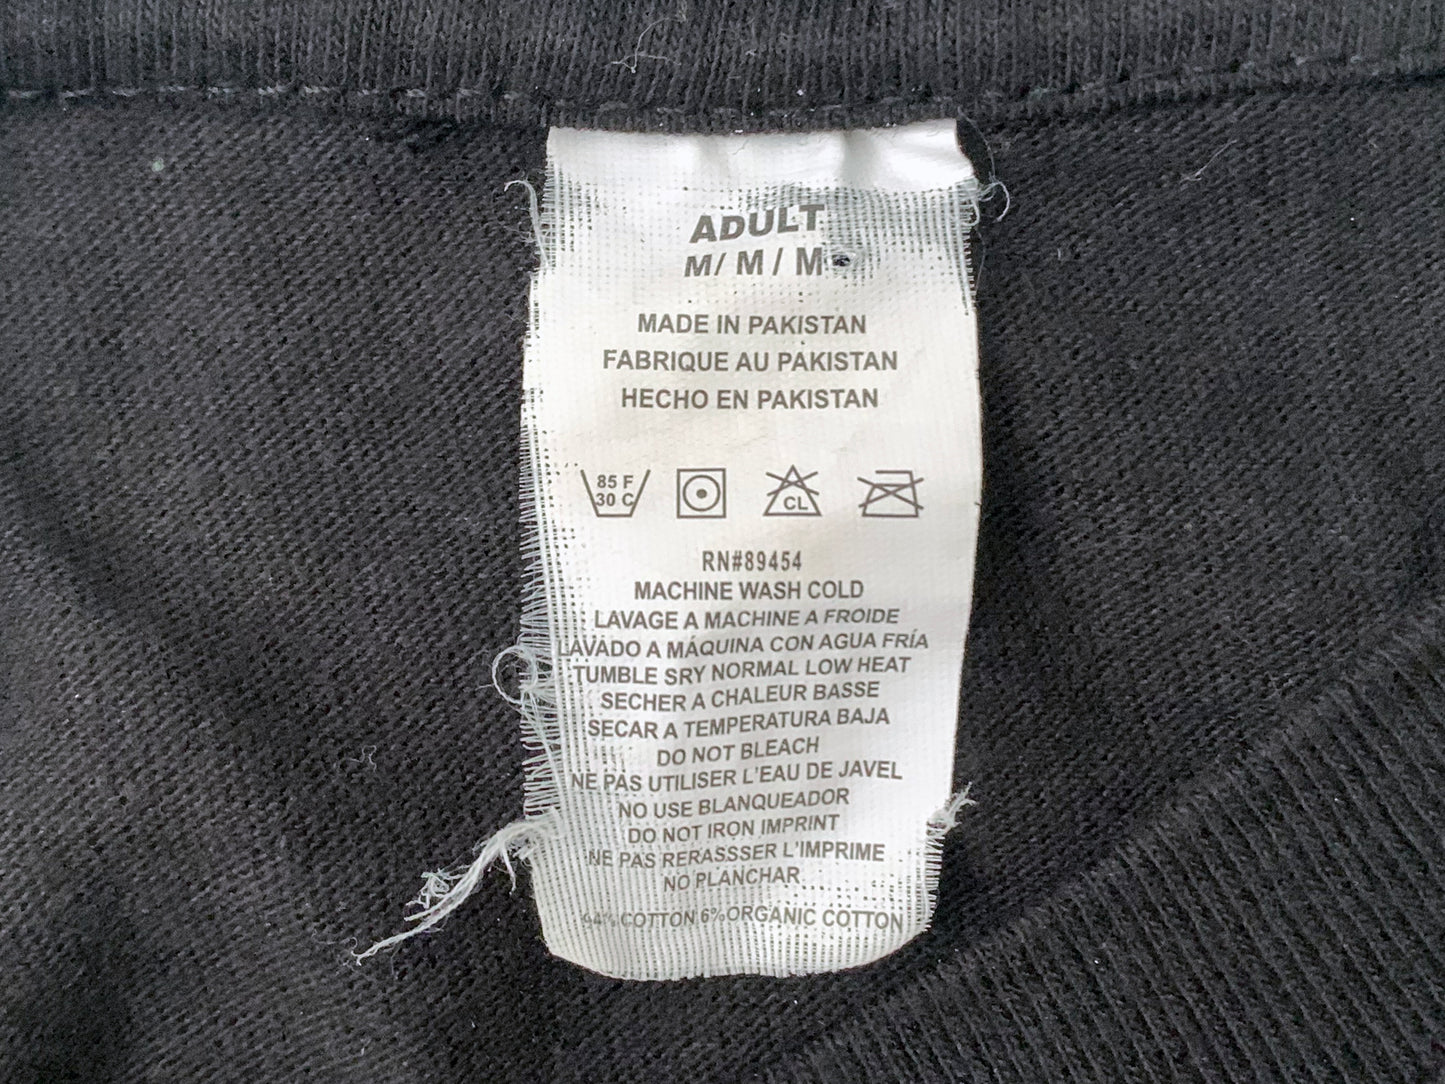 ADULT
M/ M / M
MADE IN PAKISTAN
FABRIQUE AU PAKISTAN
HECHO EN PAKISTAN
85 F
30 C
CL
RN#89454
MACHINE WASH COLD
LAVAGE A MACHINE A FROIDE
LAVADO A MÁQUINA CON AGUA FRÍA
TUMBLE SRY NORMAL LOW HEAT
SECHER A CHALEUR BASSE
SECAR A TEMPERATURA BAJA
DO NOT BLEACH
NE PAS UTILISER L'EAU DE JAVEL
NO USE BLANQUEADOR
DO NOT IRON IMPRINT
NE PAS RERASSSER L'IMPRIME
NO PLANCHAR
94% COTTON 6% ORGANIC COTTON